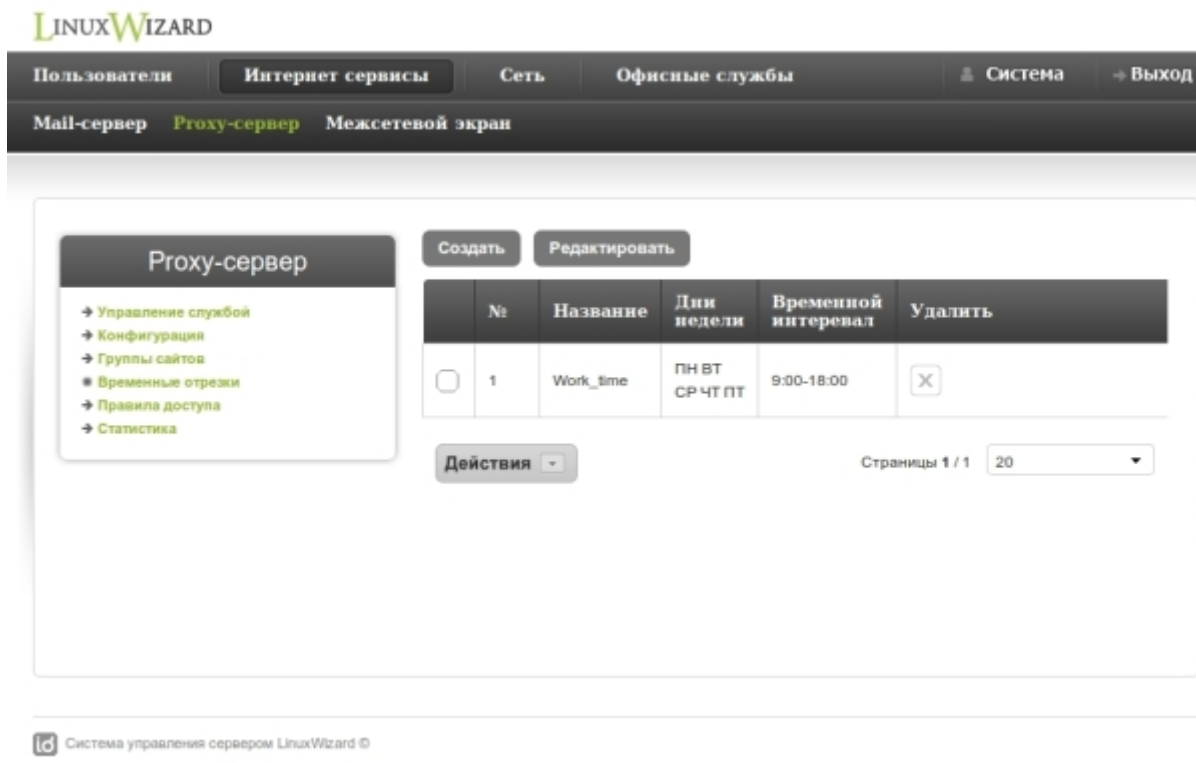 LINUXWIZARD
Пользователи Интернет сервисы Сеть Офисные службы Система Выход
Mail-сервер Proxy-сервер Межсетевой экран
Proxy-сервер
Управление службой
Конфигурация
Группы сайтов
Временные отрезки
Правила доступа
Статистика
Создать Редактировать
№ Название Дни недели Временной интеревал Удалить
1 Work_time ПН ВТ СР ЧТ ПТ 9:00-18:00 X
Действия Страницы 1 / 1 20
Система управления сервером LinuxWizard ©